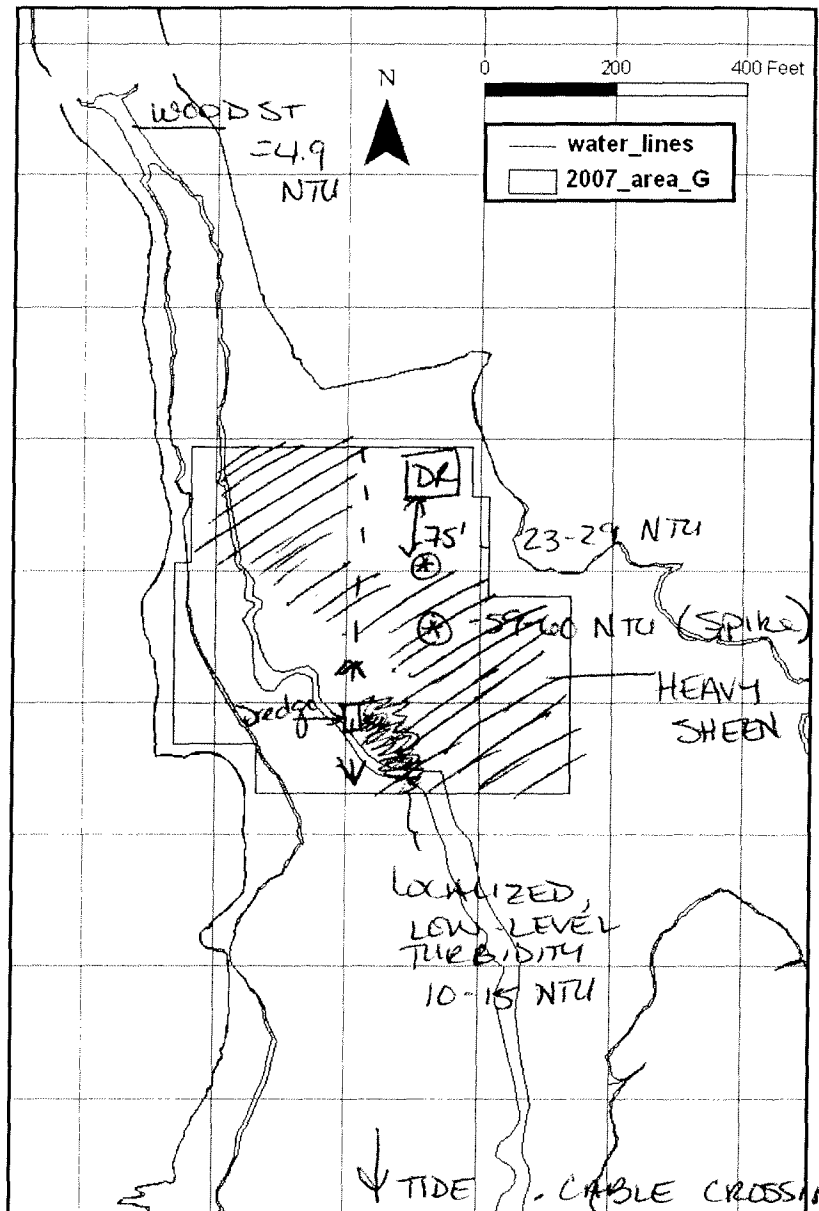 N
0 200 400 Feet
water_lines
2007_area_G
WOOD ST
=4.9
NTU
DR
75'
23-29 NTU
59-60 NTU (Spike)
HEAVY
SHEEN
Dredge
LOCALIZED,
LOW-LEVEL
TURBIDITY
10-15 NTU
TIDE
CABLE